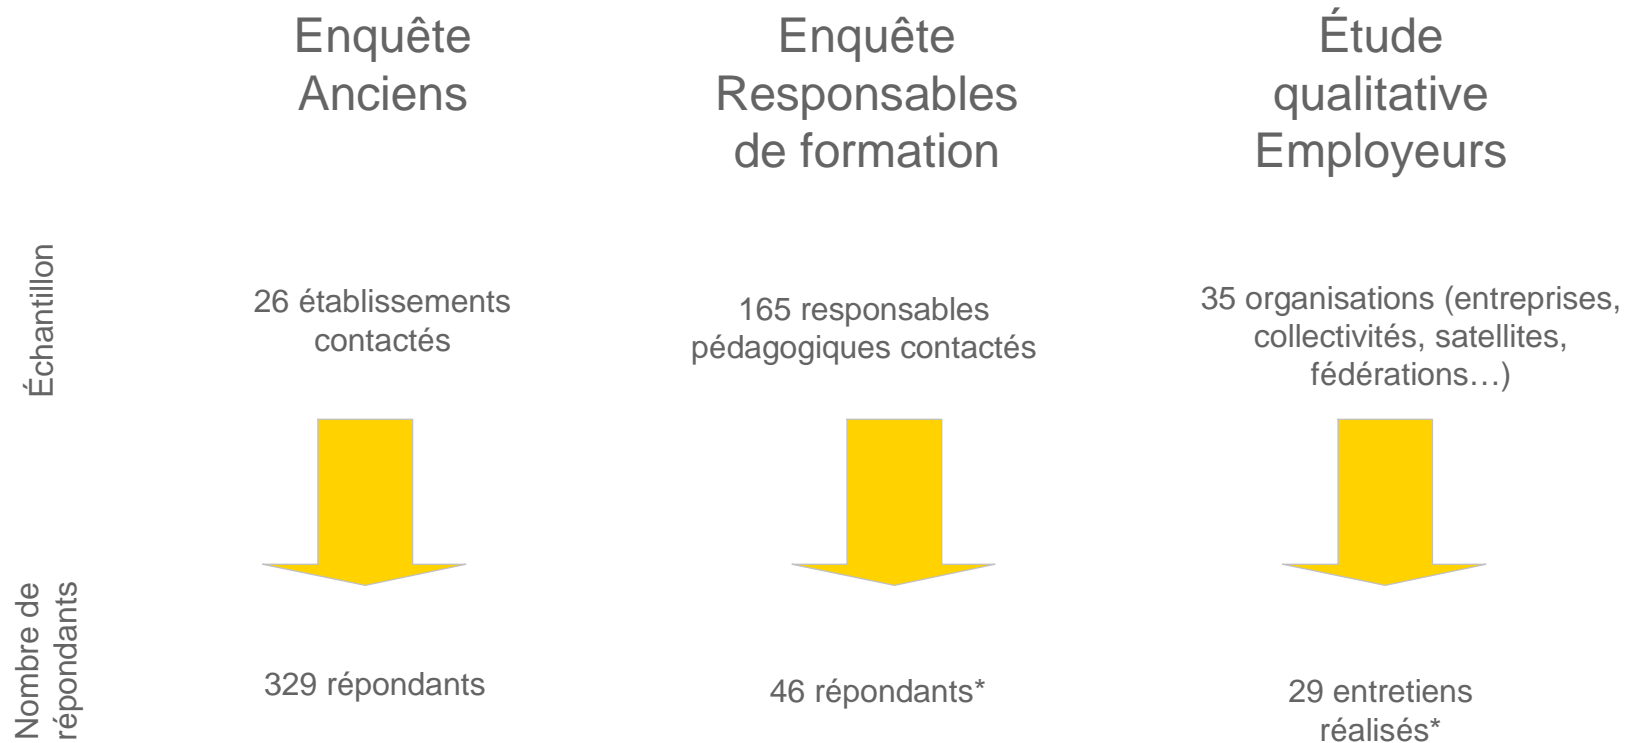 Enquête
Anciens
Enquête
Responsables
de formation
Étude
qualitative
Employeurs
Échantillon
26 établissements
contactés
165 responsables
pédagogiques contactés
35 organisations (entreprises,
collectivités, satellites,
fédérations…)
Nombre de
répondants
329 répondants
46 répondants*
29 entretiens
réalisés*